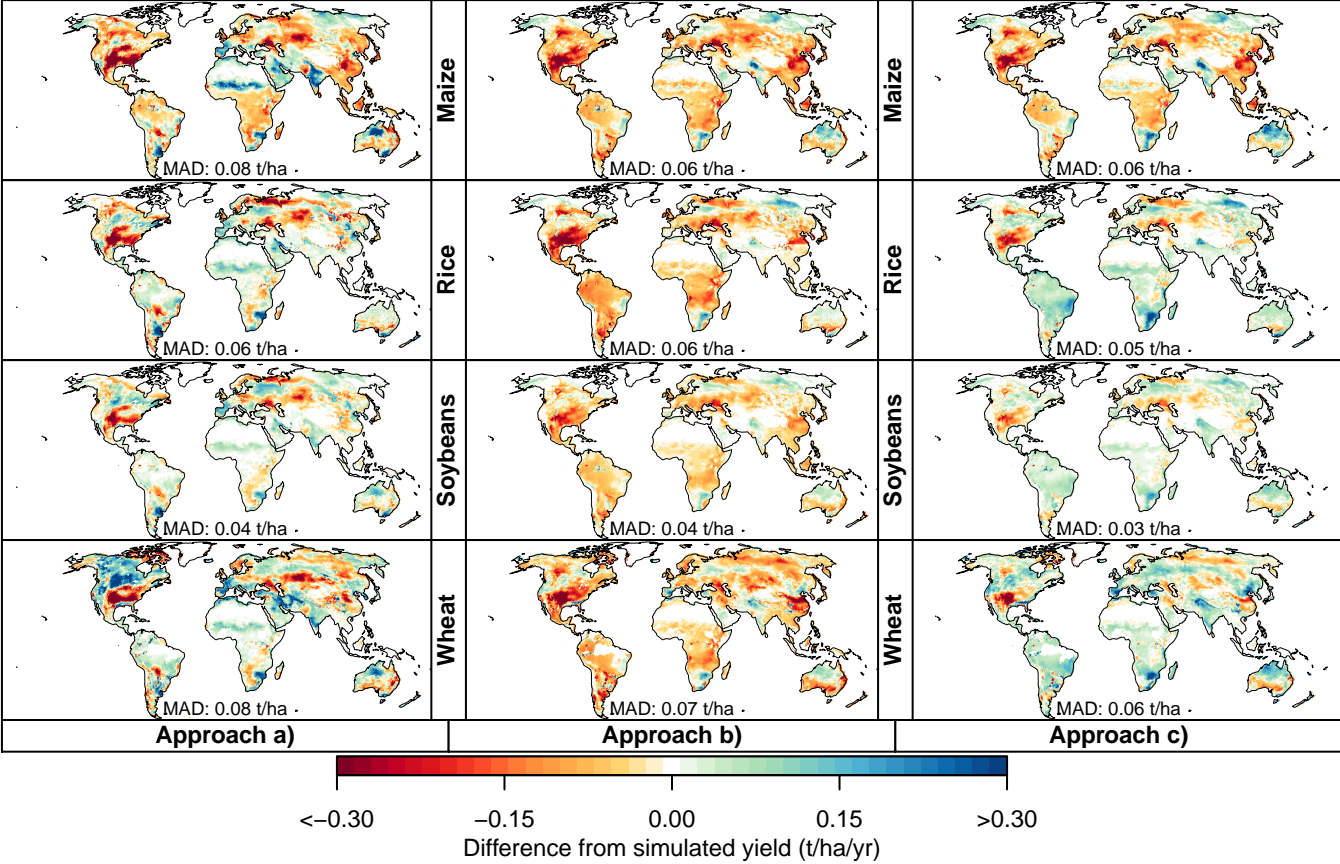 MAD: 0.08 t/ha
Maize
MAD: 0.06 t/ha
Maize
MAD: 0.06 t/ha
MAD: 0.06 t/ha
Rice
MAD: 0.06 t/ha
Rice
MAD: 0.05 t/ha
MAD: 0.04 t/ha
Soybeans
MAD: 0.04 t/ha
Soybeans
MAD: 0.03 t/ha
MAD: 0.08 t/ha
Wheat
MAD: 0.07 t/ha
Wheat
MAD: 0.06 t/ha
Approach a)
Approach b)
Approach c)
<−0.30 −0.15 0.00 0.15 >0.30
Difference from simulated yield (t/ha/yr)